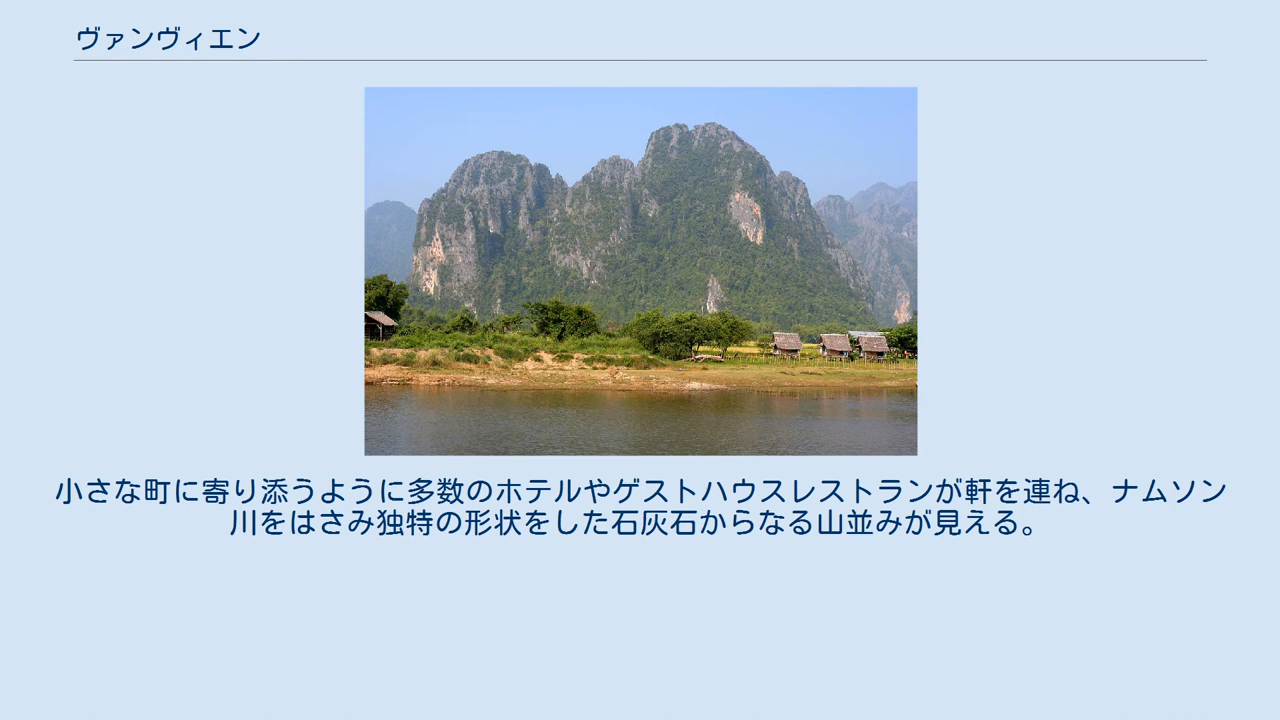 ヴァンヴィエン
小さな町に寄り添うように多数のホテルやゲストハウスレストランが軒を連ね、ナムソン
川をはさみ独特の形状をした石灰石からなる山並みが見える。